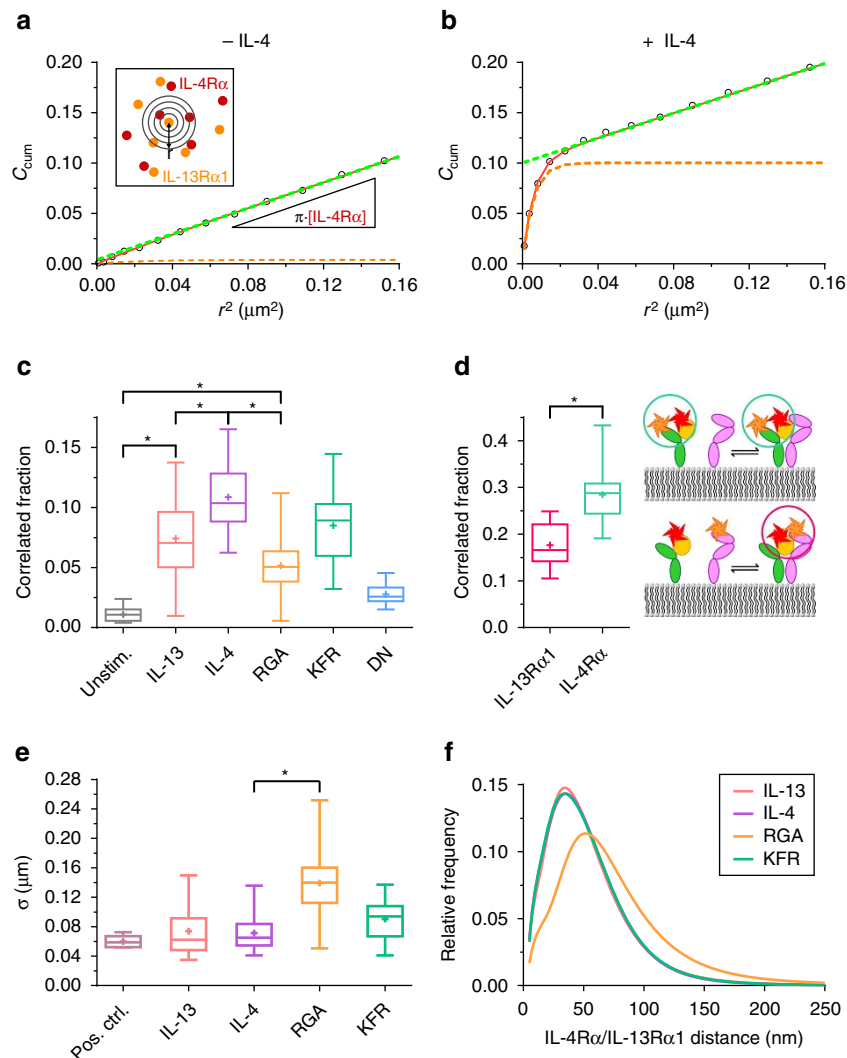 a
− IL-4
C_cum
0.20
0.15
0.10
0.05
0.00
IL-4Rα
r
IL-13Rα1
π·[IL-4Rα]
0.00 0.04 0.08 0.12 0.16
r² (μm²)
b
+ IL-4
C_cum
0.20
0.15
0.10
0.05
0.00
0.00 0.04 0.08 0.12 0.16
r² (μm²)
c
Correlated fraction
0.15
0.10
0.05
0.00
* * * *
Unstim. IL-13 IL-4 RGA KFR DN
d
Correlated fraction
0.4
0.3
0.2
0.1
0.0
*
IL-13Rα1 IL-4Rα
e
σ (μm)
0.28
0.24
0.20
0.16
0.12
0.08
0.04
0.00
*
Pos. ctrl. IL-13 IL-4 RGA KFR
f
Relative frequency
0.15
0.10
0.05
0.00
IL-13
IL-4
RGA
KFR
0 50 100 150 200 250
IL-4Rα/IL-13Rα1 distance (nm)